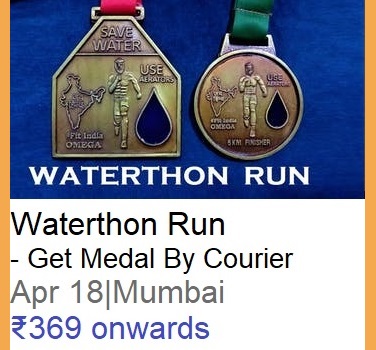 SAVE
WATER
USE
AERATORS
#Fit India
OMEGA
USE
AERATORS
#Fit India
OMEGA
5 KM FINISHER
WATERTHON RUN
Waterthon Run
- Get Medal By Courier
Apr 18|Mumbai
₹369 onwards